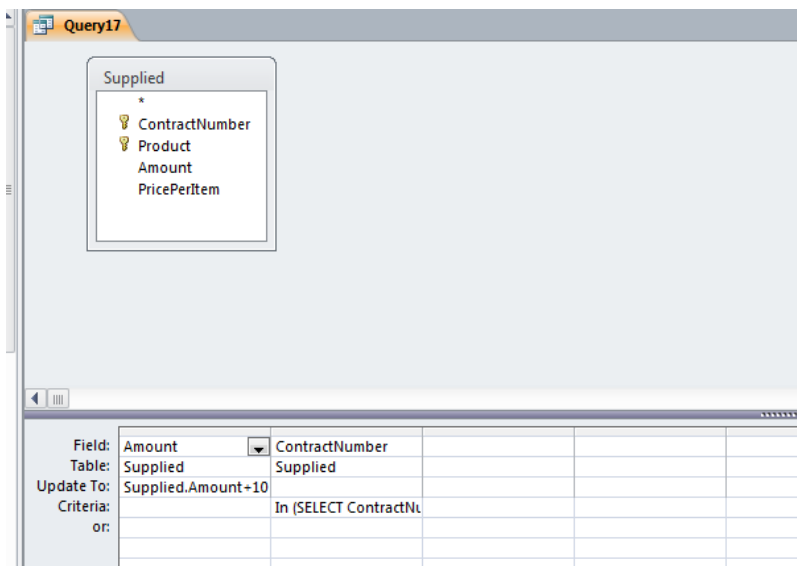 Query17
Supplied
*
ContractNumber
Product
Amount
PricePerItem
Field: Amount ContractNumber
Table: Supplied Supplied
Update To: Supplied.Amount+10
Criteria: In (SELECT ContractNu
or: